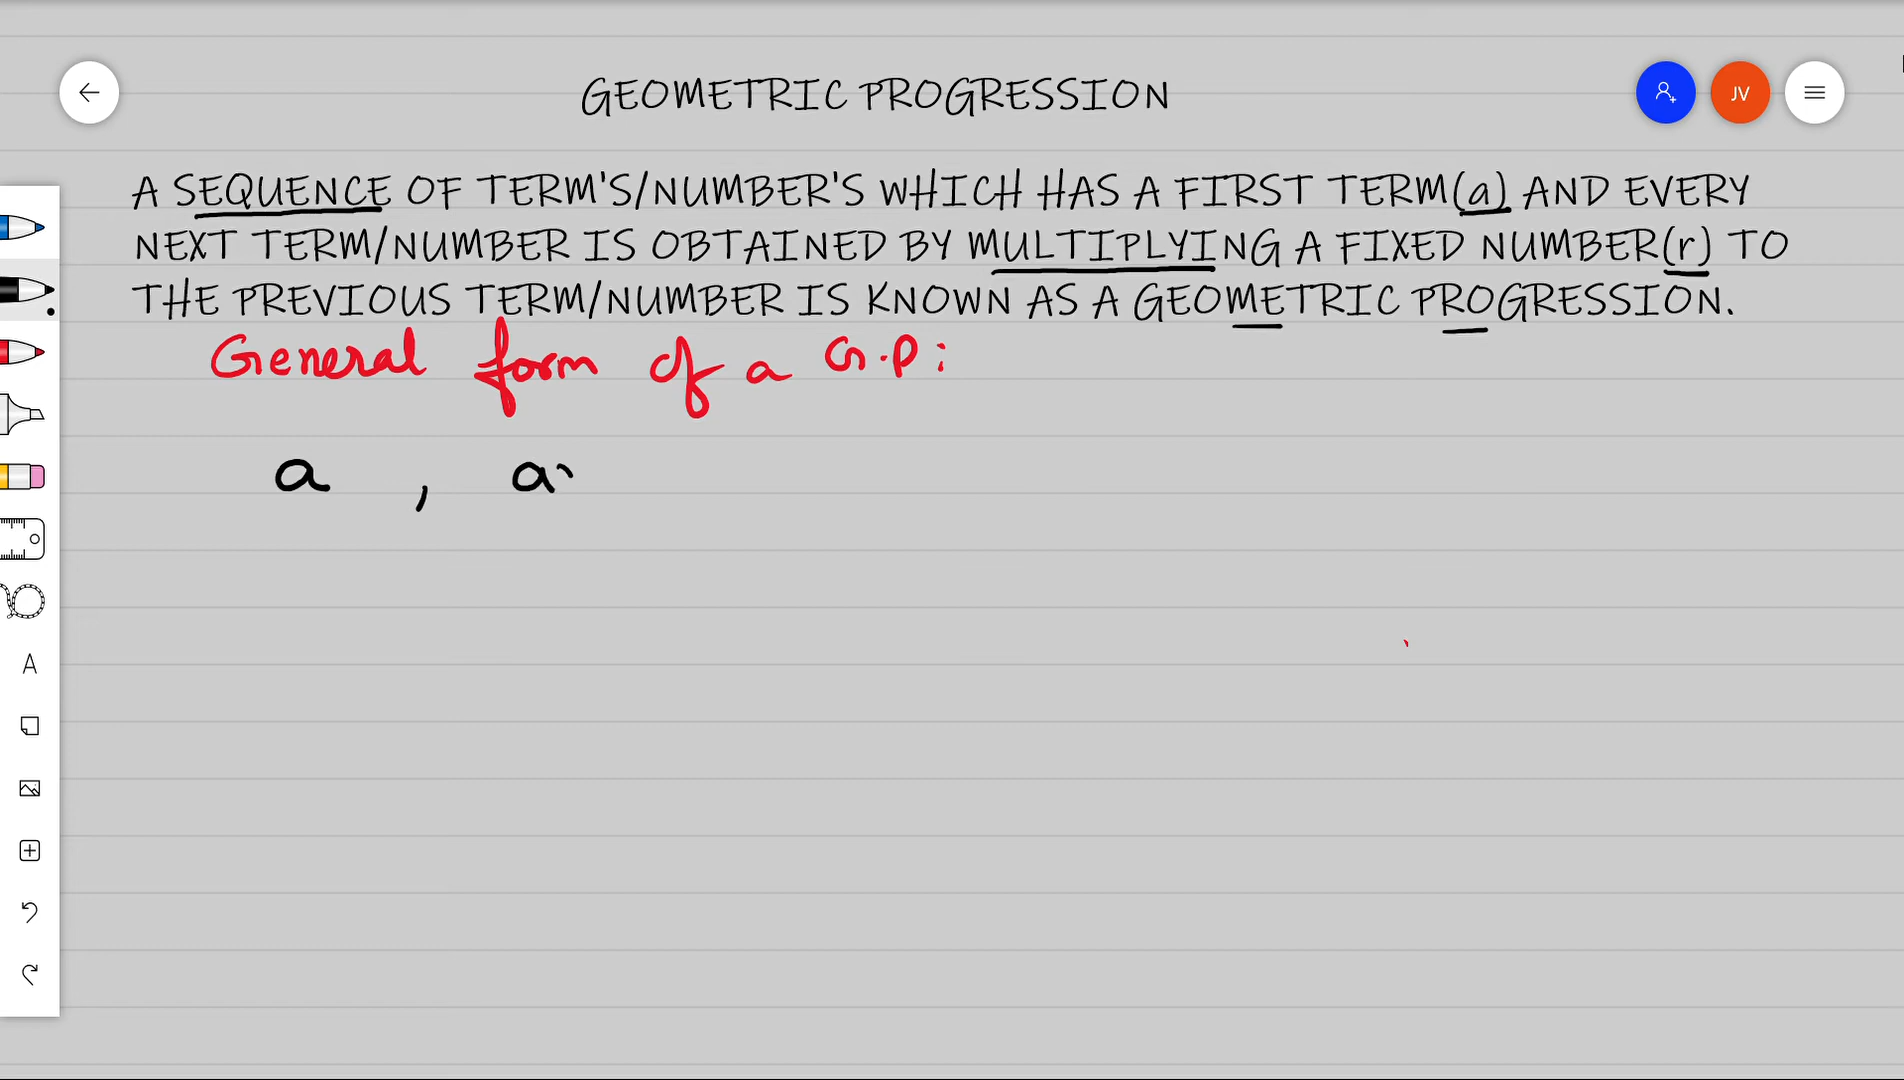 GEOMETRIC PROGRESSION
JV
A SEQUENCE OF TERM'S/NUMBER'S WHICH HAS A FIRST TERM(a) AND EVERY
NEXT TERM/NUMBER IS OBTAINED BY MULTIPLYING A FIXED NUMBER(r) TO
THE PREVIOUS TERM/NUMBER IS KNOWN AS A GEOMETRIC PROGRESSION.
General form of a G.P:
a , ar
A